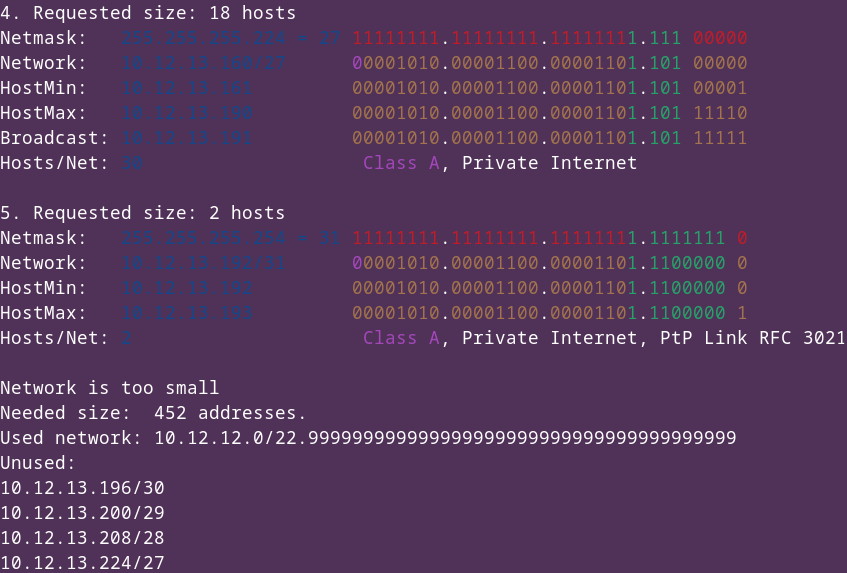 4. Requested size: 18 hosts
Netmask: 255.255.255.224 = 27 11111111.11111111.11111111.111 00000
Network: 10.12.13.160/27 00001010.00001100.00001101.101 00000
HostMin: 10.12.13.161 00001010.00001100.00001101.101 00001
HostMax: 10.12.13.190 00001010.00001100.00001101.101 11110
Broadcast: 10.12.13.191 00001010.00001100.00001101.101 11111
Hosts/Net: 30 Class A, Private Internet
5. Requested size: 2 hosts
Netmask: 255.255.255.254 = 31 11111111.11111111.11111111.1111111 0
Network: 10.12.13.192/31 00001010.00001100.00001101.1100000 0
HostMin: 10.12.13.192 00001010.00001100.00001101.1100000 0
HostMax: 10.12.13.193 00001010.00001100.00001101.1100000 1
Hosts/Net: 2 Class A, Private Internet, PtP Link RFC 3021
Network is too small
Needed size: 452 addresses.
Used network: 10.12.12.0/22.999999999999999999999999999999999999999
Unused:
10.12.13.196/30
10.12.13.200/29
10.12.13.208/28
10.12.13.224/27